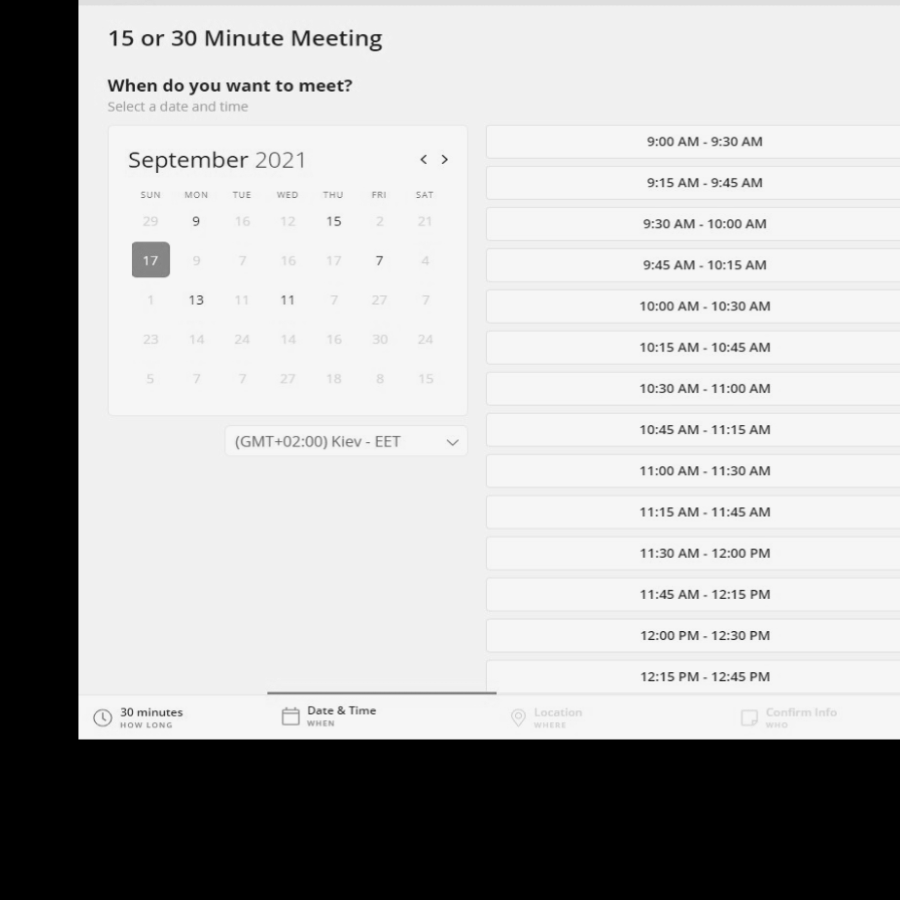 15 or 30 Minute Meeting
When do you want to meet?
Select a date and time
September 2021 < >
SUN MON TUE WED THU FRI SAT
29 9 16 12 15 2 21
17 9 7 16 17 7 4
1 13 11 11 7 27 7
23 14 24 14 16 30 24
5 7 7 27 18 8 15
(GMT+02:00) Kiev - EET
9:00 AM - 9:30 AM
9:15 AM - 9:45 AM
9:30 AM - 10:00 AM
9:45 AM - 10:15 AM
10:00 AM - 10:30 AM
10:15 AM - 10:45 AM
10:30 AM - 11:00 AM
10:45 AM - 11:15 AM
11:00 AM - 11:30 AM
11:15 AM - 11:45 AM
11:30 AM - 12:00 PM
11:45 AM - 12:15 PM
12:00 PM - 12:30 PM
12:15 PM - 12:45 PM
30 minutes
HOW LONG
Date & Time
WHEN
Location
WHERE
Confirm Info
WHO